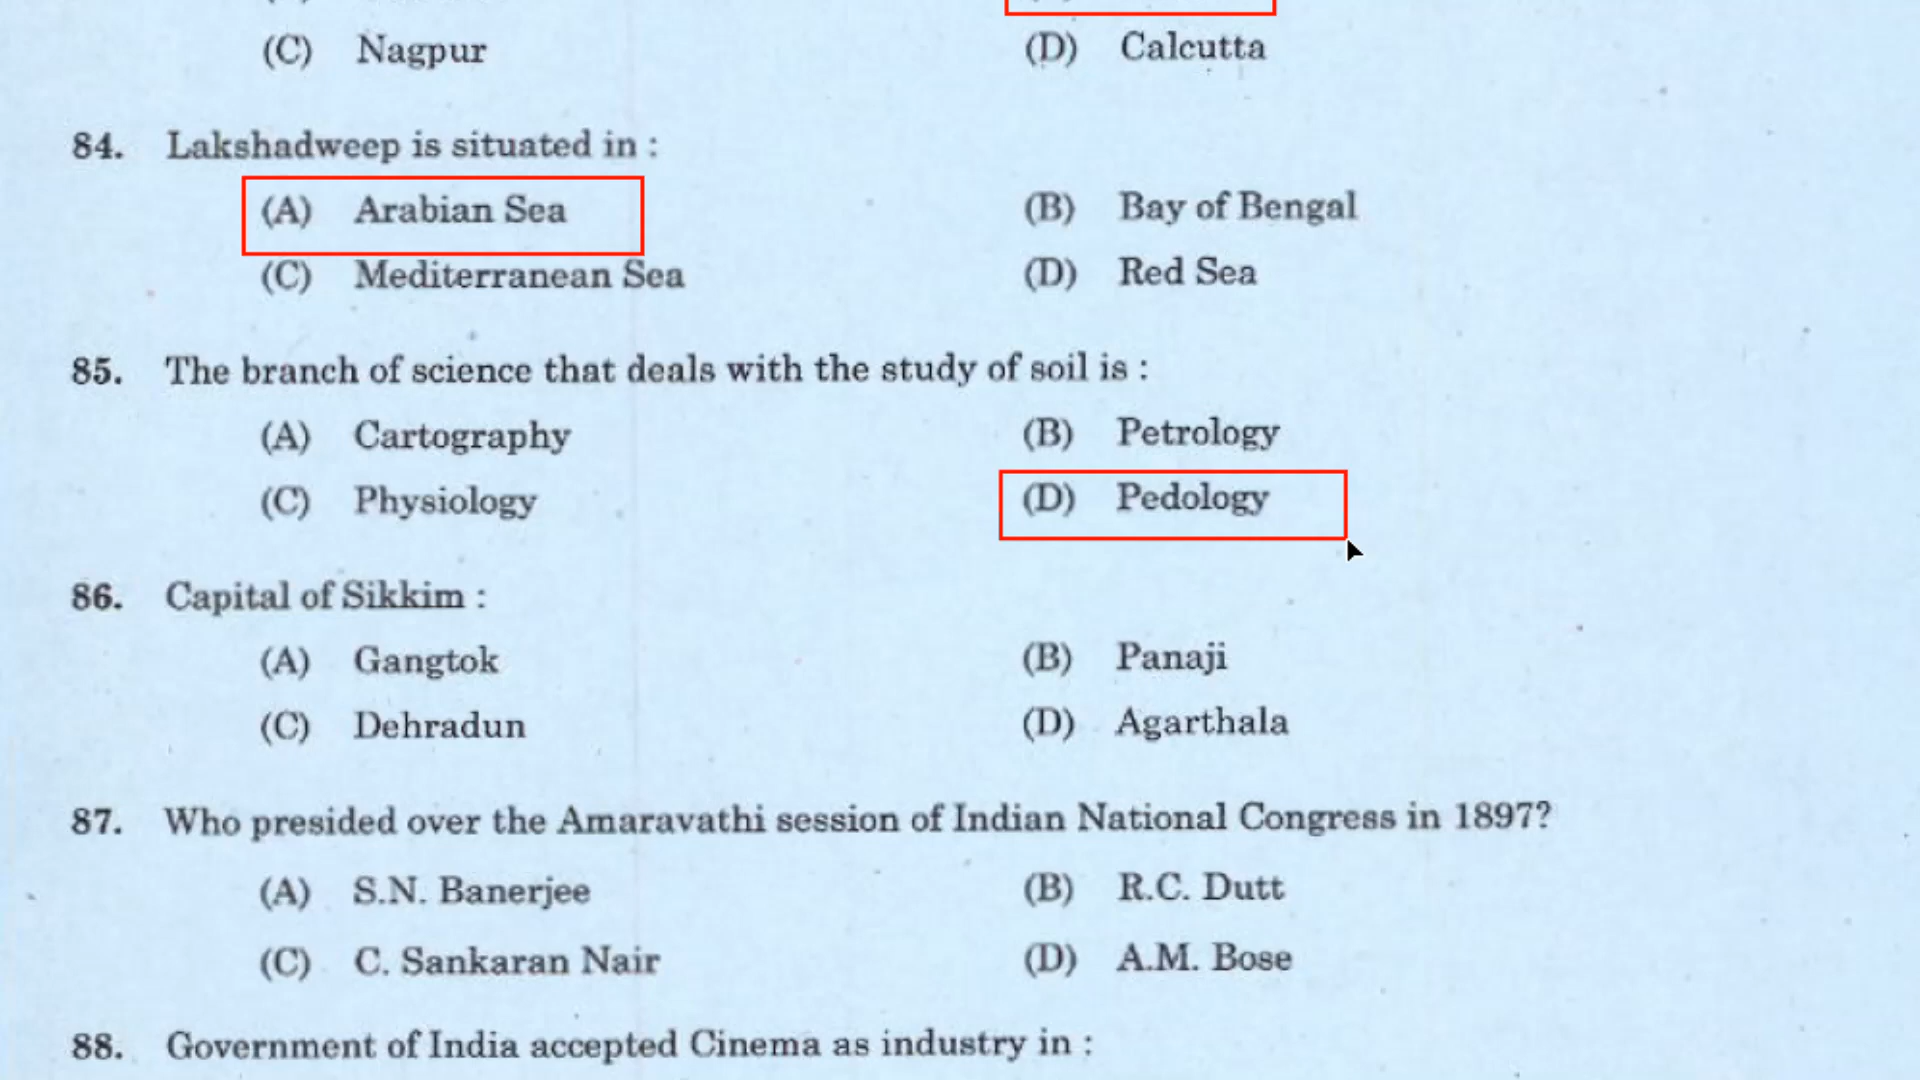 (C) Nagpur (D) Calcutta
84. Lakshadweep is situated in :
(A) Arabian Sea (B) Bay of Bengal
(C) Mediterranean Sea (D) Red Sea
85. The branch of science that deals with the study of soil is :
(A) Cartography (B) Petrology
(C) Physiology (D) Pedology
86. Capital of Sikkim :
(A) Gangtok (B) Panaji
(C) Dehradun (D) Agarthala
87. Who presided over the Amaravathi session of Indian National Congress in 1897?
(A) S.N. Banerjee (B) R.C. Dutt
(C) C. Sankaran Nair (D) A.M. Bose
88. Government of India accepted Cinema as industry in :